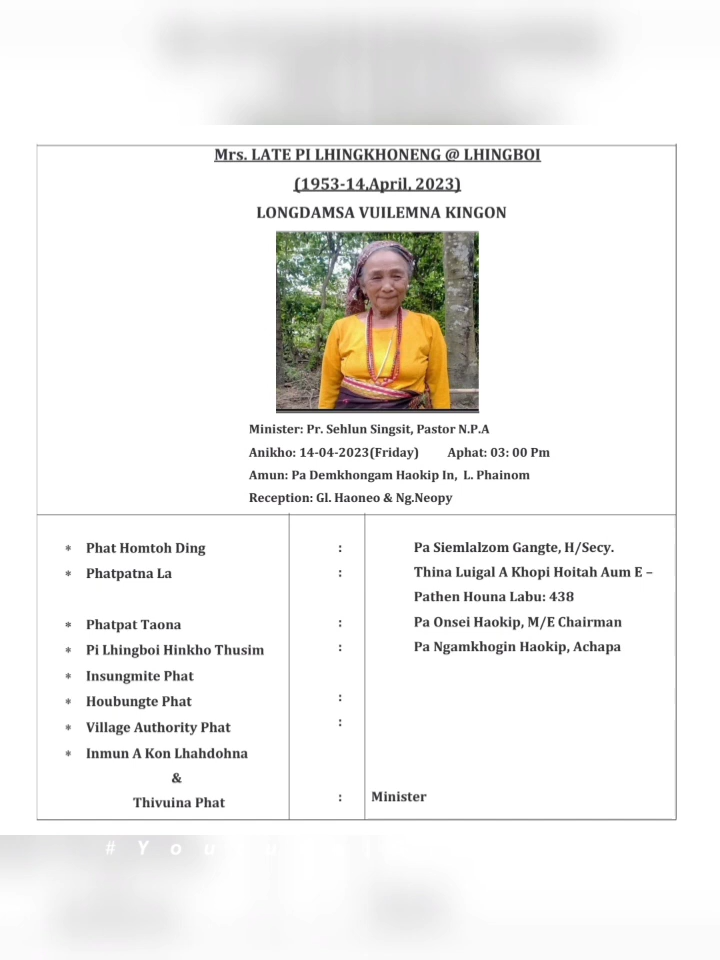 Mrs. LATE PI LHINGKHONENG @ LHINGBOI
(1953-14,April, 2023)
LONGDAMSA VUILEMNA KINGON
Minister: Pr. Sehlun Singsit, Pastor N.P.A
Anikho: 14-04-2023(Friday) Aphat: 03: 00 Pm
Amun: Pa Demkhongam Haokip In, L. Phainom
Reception: Gl. Haoneo & Ng.Neopy
* Phat Homtoh Ding : Pa Siemlalzom Gangte, H/Secy.
* Phatpatna La : Thina Luigal A Khopi Hoitah Aum E –
Pathen Houna Labu: 438
* Phatpat Taona : Pa Onsei Haokip, M/E Chairman
* Pi Lhingboi Hinkho Thusim : Pa Ngamkhogin Haokip, Achapa
* Insungmite Phat
* Houbungte Phat :
* Village Authority Phat :
* Inmun A Kon Lhahdohna
&
Thivuina Phat : Minister